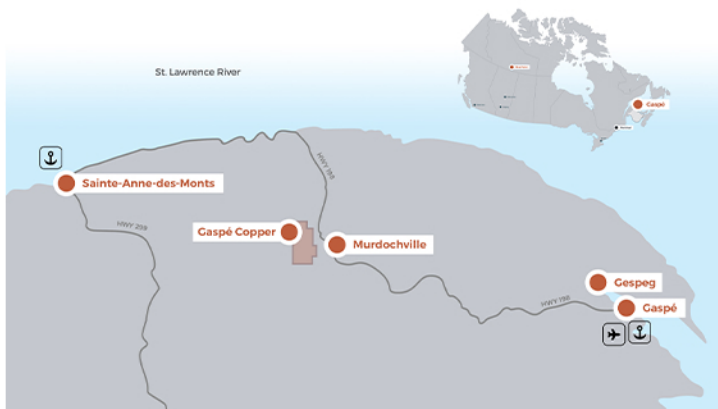 St. Lawrence River
Gaspé
Sainte-Anne-des-Monts
HWY 198
HWY 299
Gaspé Copper
Murdochville
Gespeg
HWY 198
Gaspé